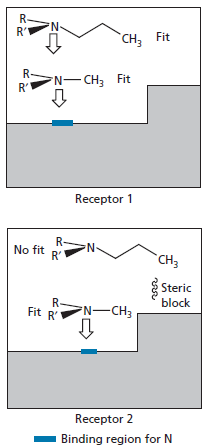 R
R′ N CH3 Fit
R
R′ N CH3 Fit
Receptor 1
No fit R
R′ N CH3
Steric
block
Fit R
R′ N CH3
Receptor 2
Binding region for N